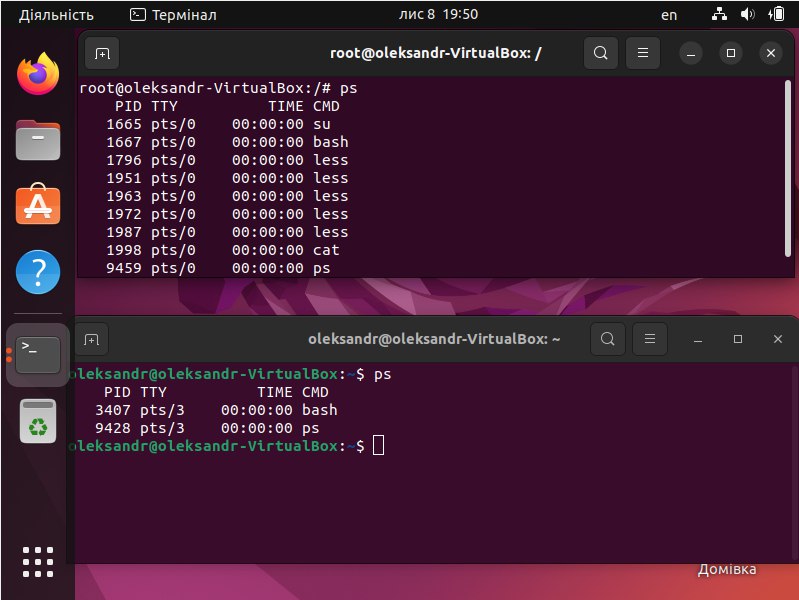 Діяльність Термінал лис 8 19:50 en
root@oleksandr-VirtualBox: /
root@oleksandr-VirtualBox:/# ps
PID TTY TIME CMD
1665 pts/0 00:00:00 su
1667 pts/0 00:00:00 bash
1796 pts/0 00:00:00 less
1951 pts/0 00:00:00 less
1963 pts/0 00:00:00 less
1972 pts/0 00:00:00 less
1987 pts/0 00:00:00 less
1998 pts/0 00:00:00 cat
9459 pts/0 00:00:00 ps
oleksandr@oleksandr-VirtualBox: ~
oleksandr@oleksandr-VirtualBox:~$ ps
PID TTY TIME CMD
3407 pts/3 00:00:00 bash
9428 pts/3 00:00:00 ps
oleksandr@oleksandr-VirtualBox:~$
Домівка